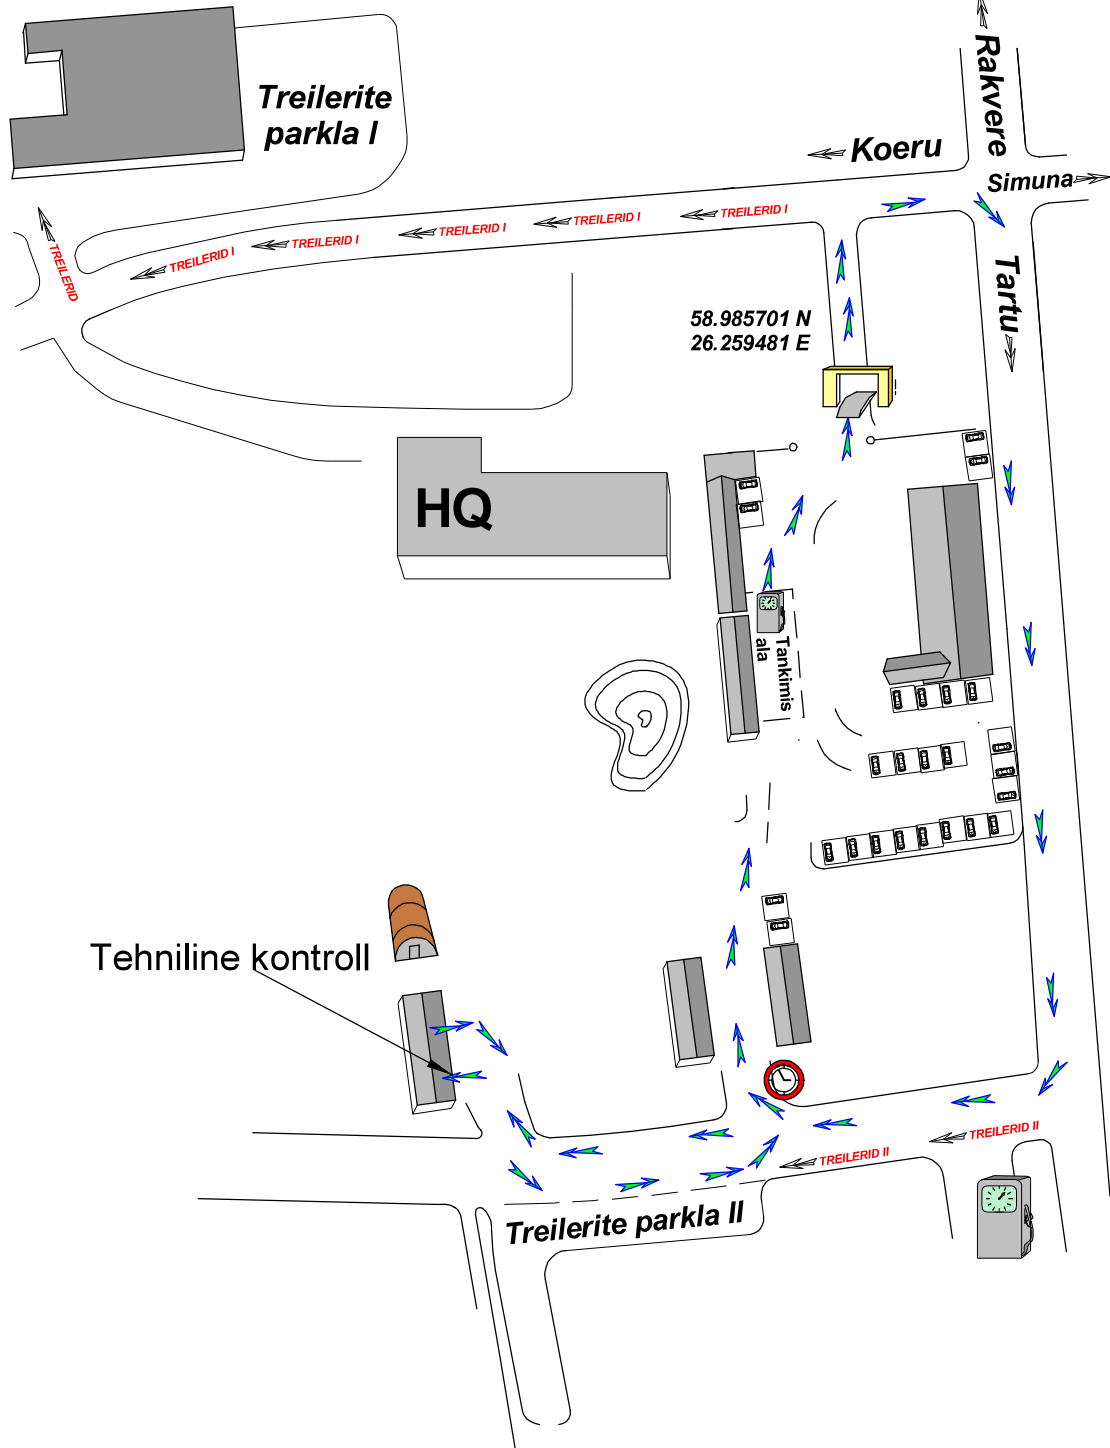 Rakvere
Treilerite
parkla I
Koeru
Simuna
TREILERID I
TREILERID I
TREILERID I
TREILERID I
TREILERID I
TREILERID
Tartu
58.985701 N
26.259481 E
HQ
Tankimis
ala
Tehniline kontroll
TREILERID II
TREILERID II
Treilerite parkla II